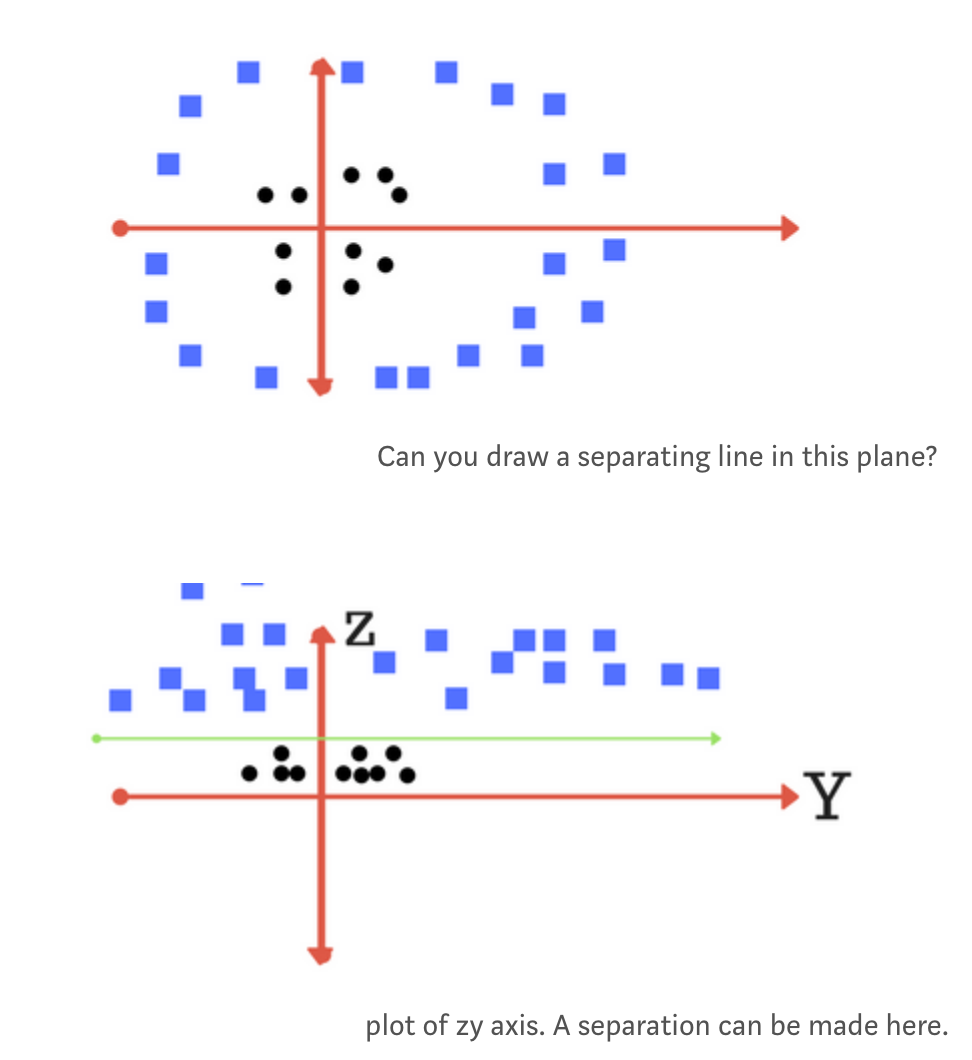 Can you draw a separating line in this plane?
Z
Y
plot of zy axis. A separation can be made here.